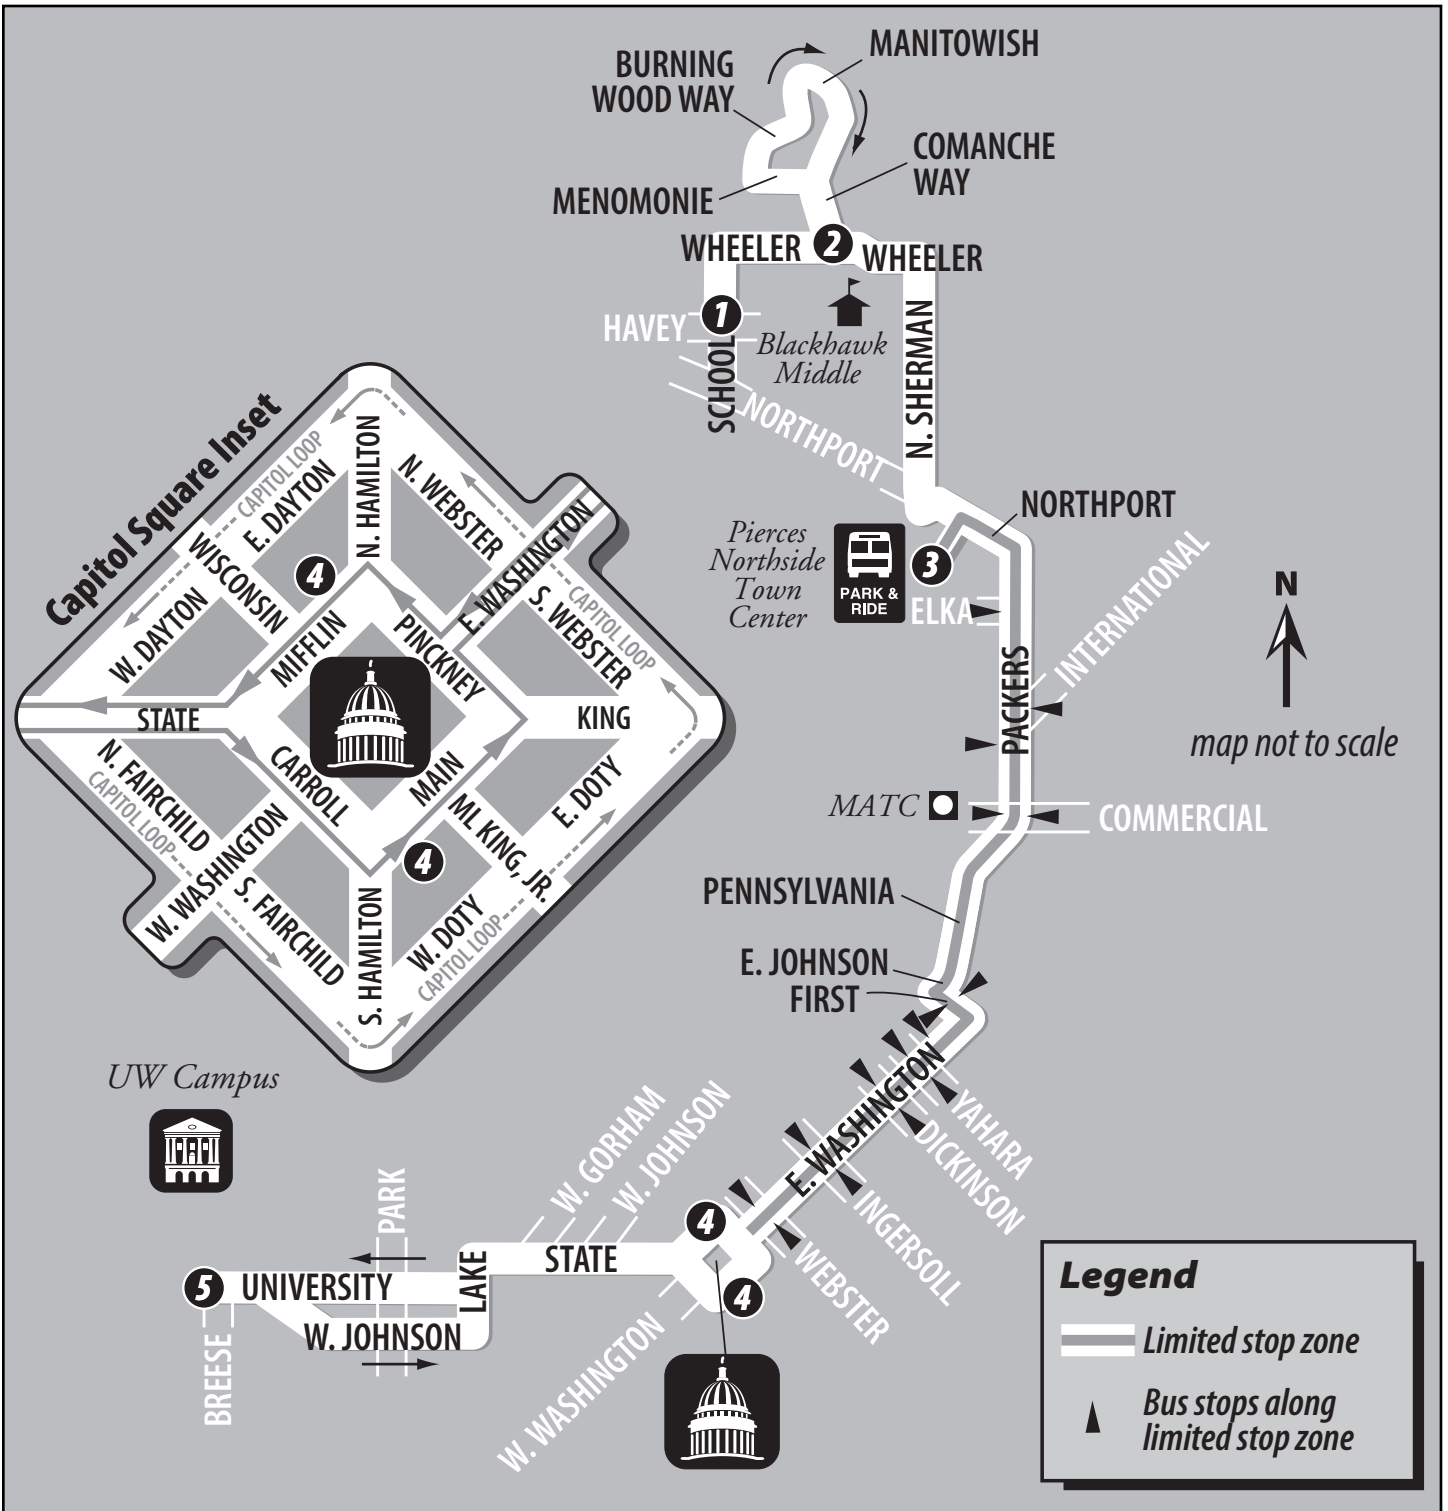 MANITOWISH
BURNING
WOOD WAY
COMANCHE
WAY
MENOMONIE
WHEELER
2
WHEELER
1
HAVEY
Blackhawk
Middle
SCHOOL
N. SHERMAN
NORTHPORT
NORTHPORT
Pierces
Northside
Town
Center
PARK &
RIDE
3
ELKA
INTERNATIONAL
PACKERS
N
map not to scale
MATC
COMMERCIAL
PENNSYLVANIA
E. JOHNSON
FIRST
E. WASHINGTON
YAHARA
DICKINSON
INGERSOLL
WEBSTER
Capitol Square Inset
CAPITOL LOOP
E. DAYTON
N. HAMILTON
N. WEBSTER
E. WASHINGTON
WISCONSIN
4
W. DAYTON
MIFFLIN
PINCKNEY
S. WEBSTER
CAPITOL LOOP
STATE
KING
N. FAIRCHILD
CAPITOL LOOP
CARROLL
MAIN
E. DOTY
W. WASHINGTON
4
ML KING, JR.
S. FAIRCHILD
S. HAMILTON
W. DOTY
CAPITOL LOOP
UW Campus
W. GORHAM
W. JOHNSON
PARK
4
STATE
LAKE
5
UNIVERSITY
4
W. JOHNSON
BREESE
W. WASHINGTON
Legend
Limited stop zone
Bus stops along
limited stop zone